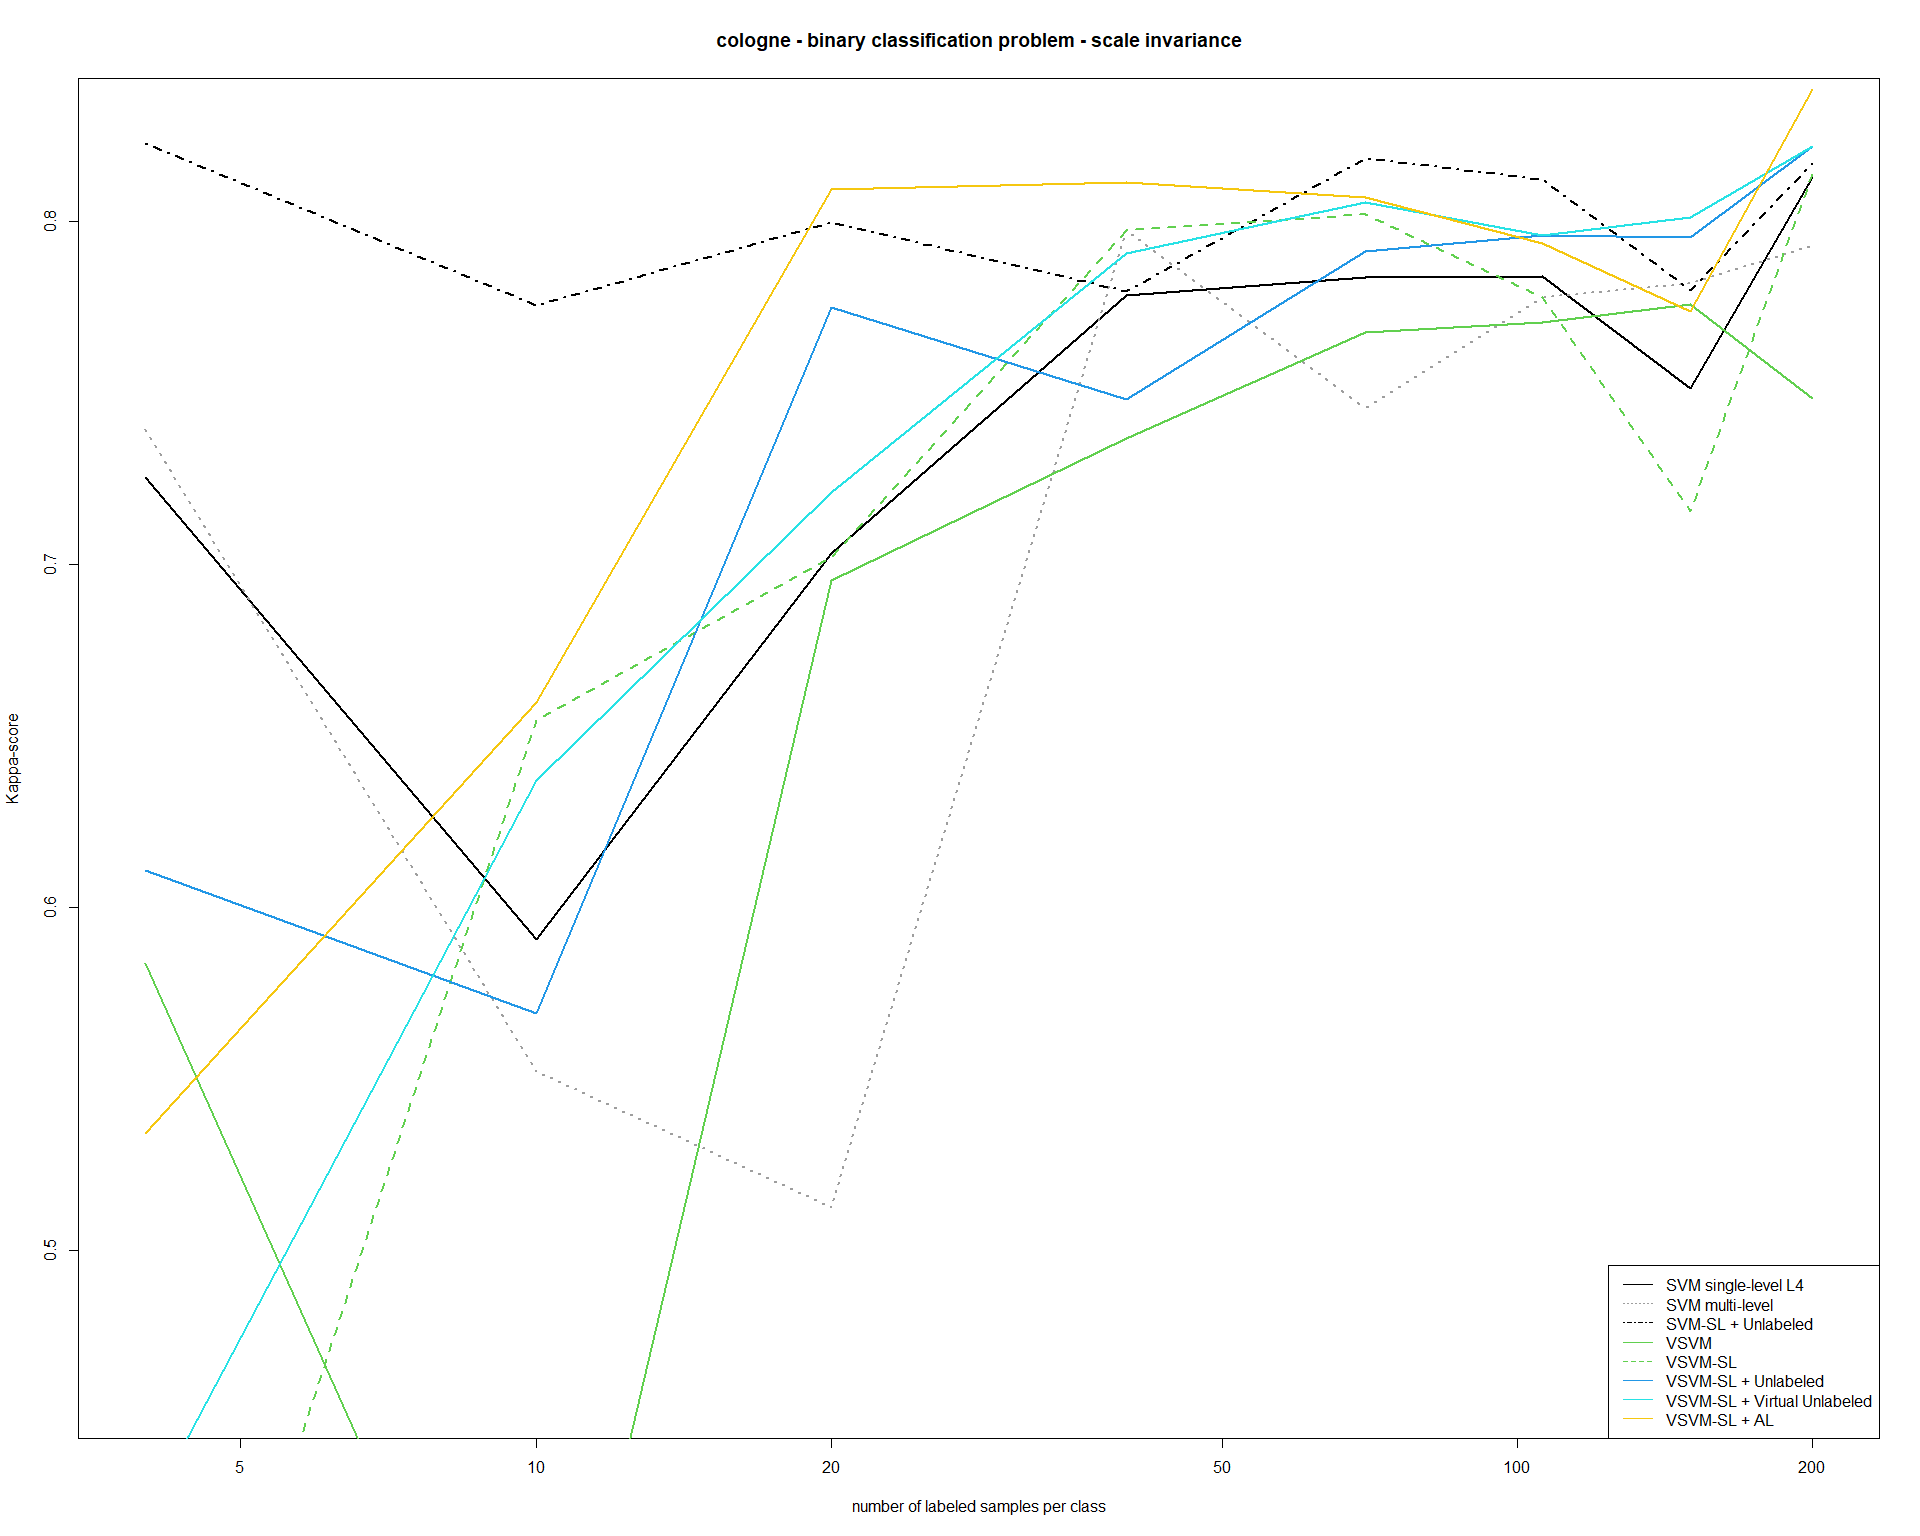 cologne - binary classification problem - scale invariance
Kappa-score
0.8
0.7
0.6
0.5
SVM single-level L4
SVM multi-level
SVM-SL + Unlabeled
VSVM
VSVM-SL
VSVM-SL + Unlabeled
VSVM-SL + Virtual Unlabeled
VSVM-SL + AL
5 10 20 50 100 200
number of labeled samples per class